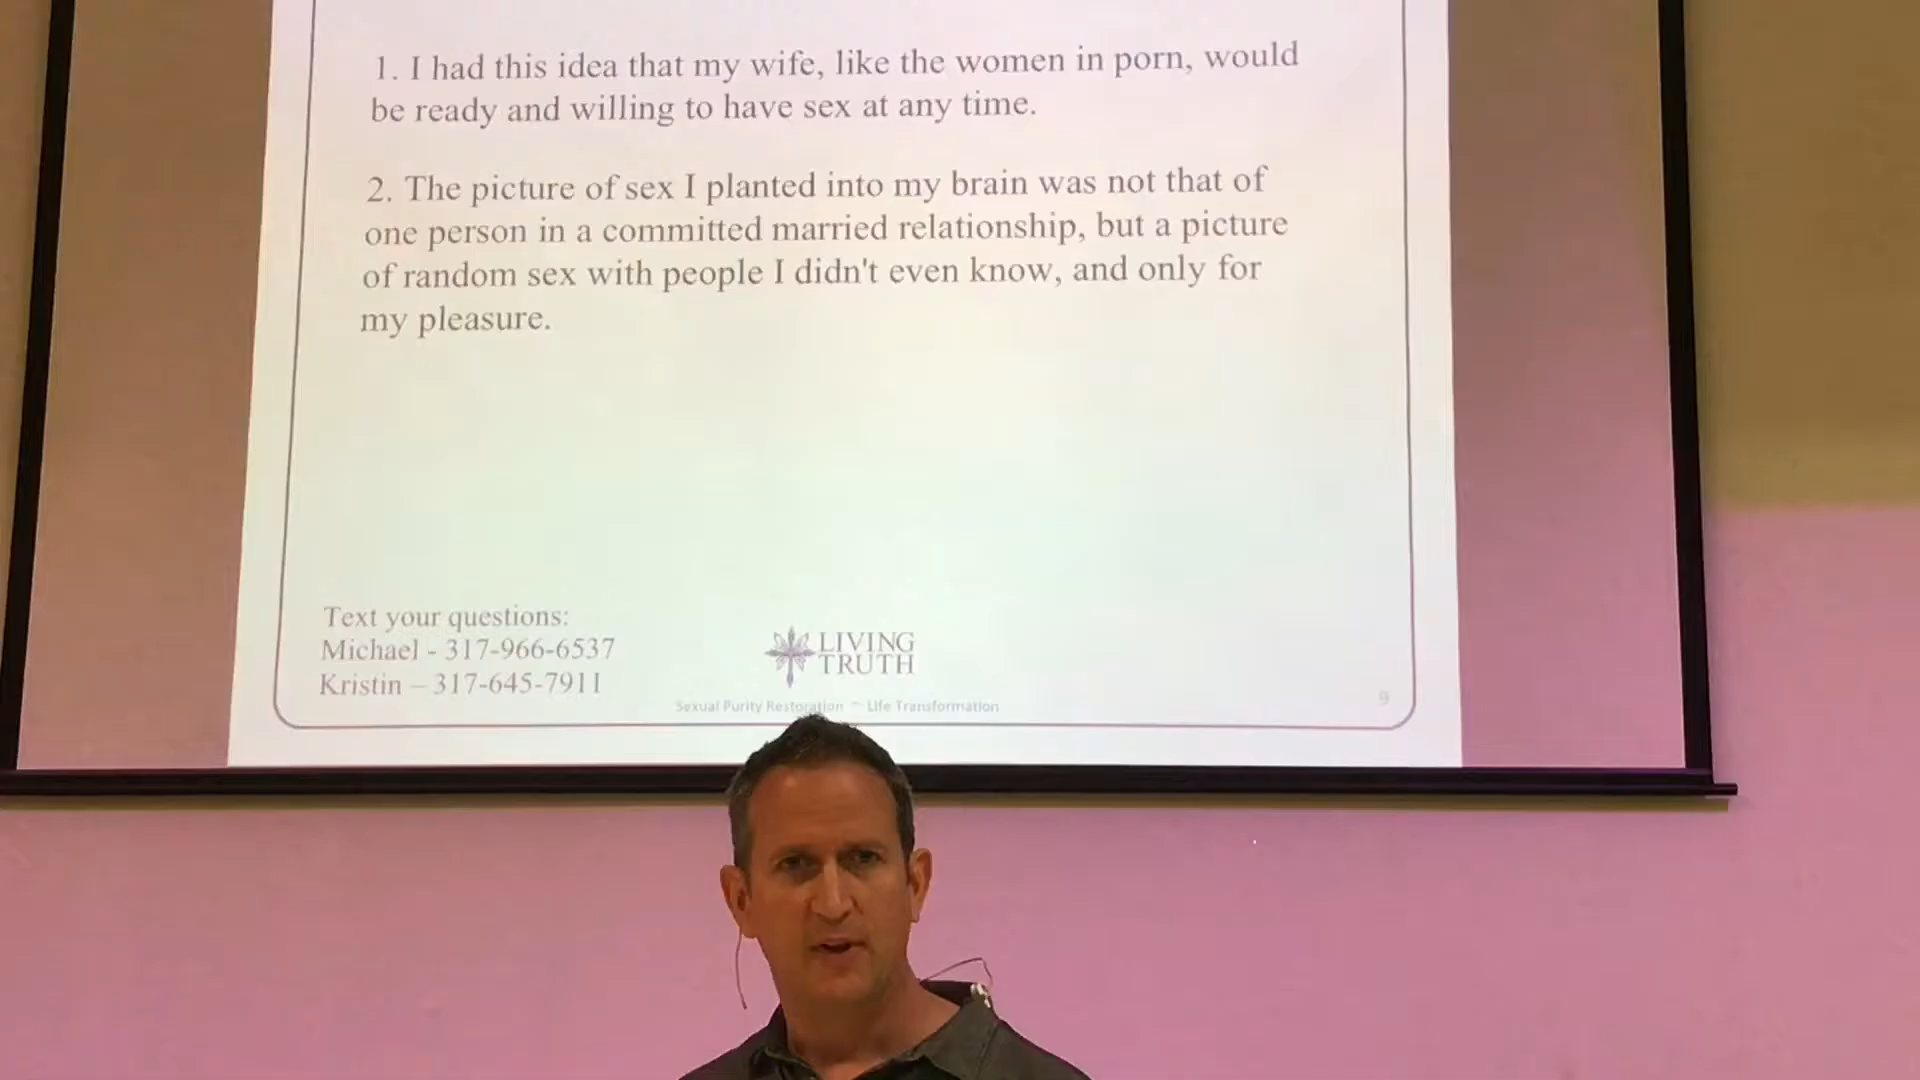 1. I had this idea that my wife, like the women in porn, would
be ready and willing to have sex at any time.
2. The picture of sex I planted into my brain was not that of
one person in a committed married relationship, but a picture
of random sex with people I didn't even know, and only for
my pleasure.
Text your questions:
Michael - 317-966-6537
Kristin – 317-645-7911
LIVING
TRUTH
Sexual Purity Restoration ~ Life Transformation
9